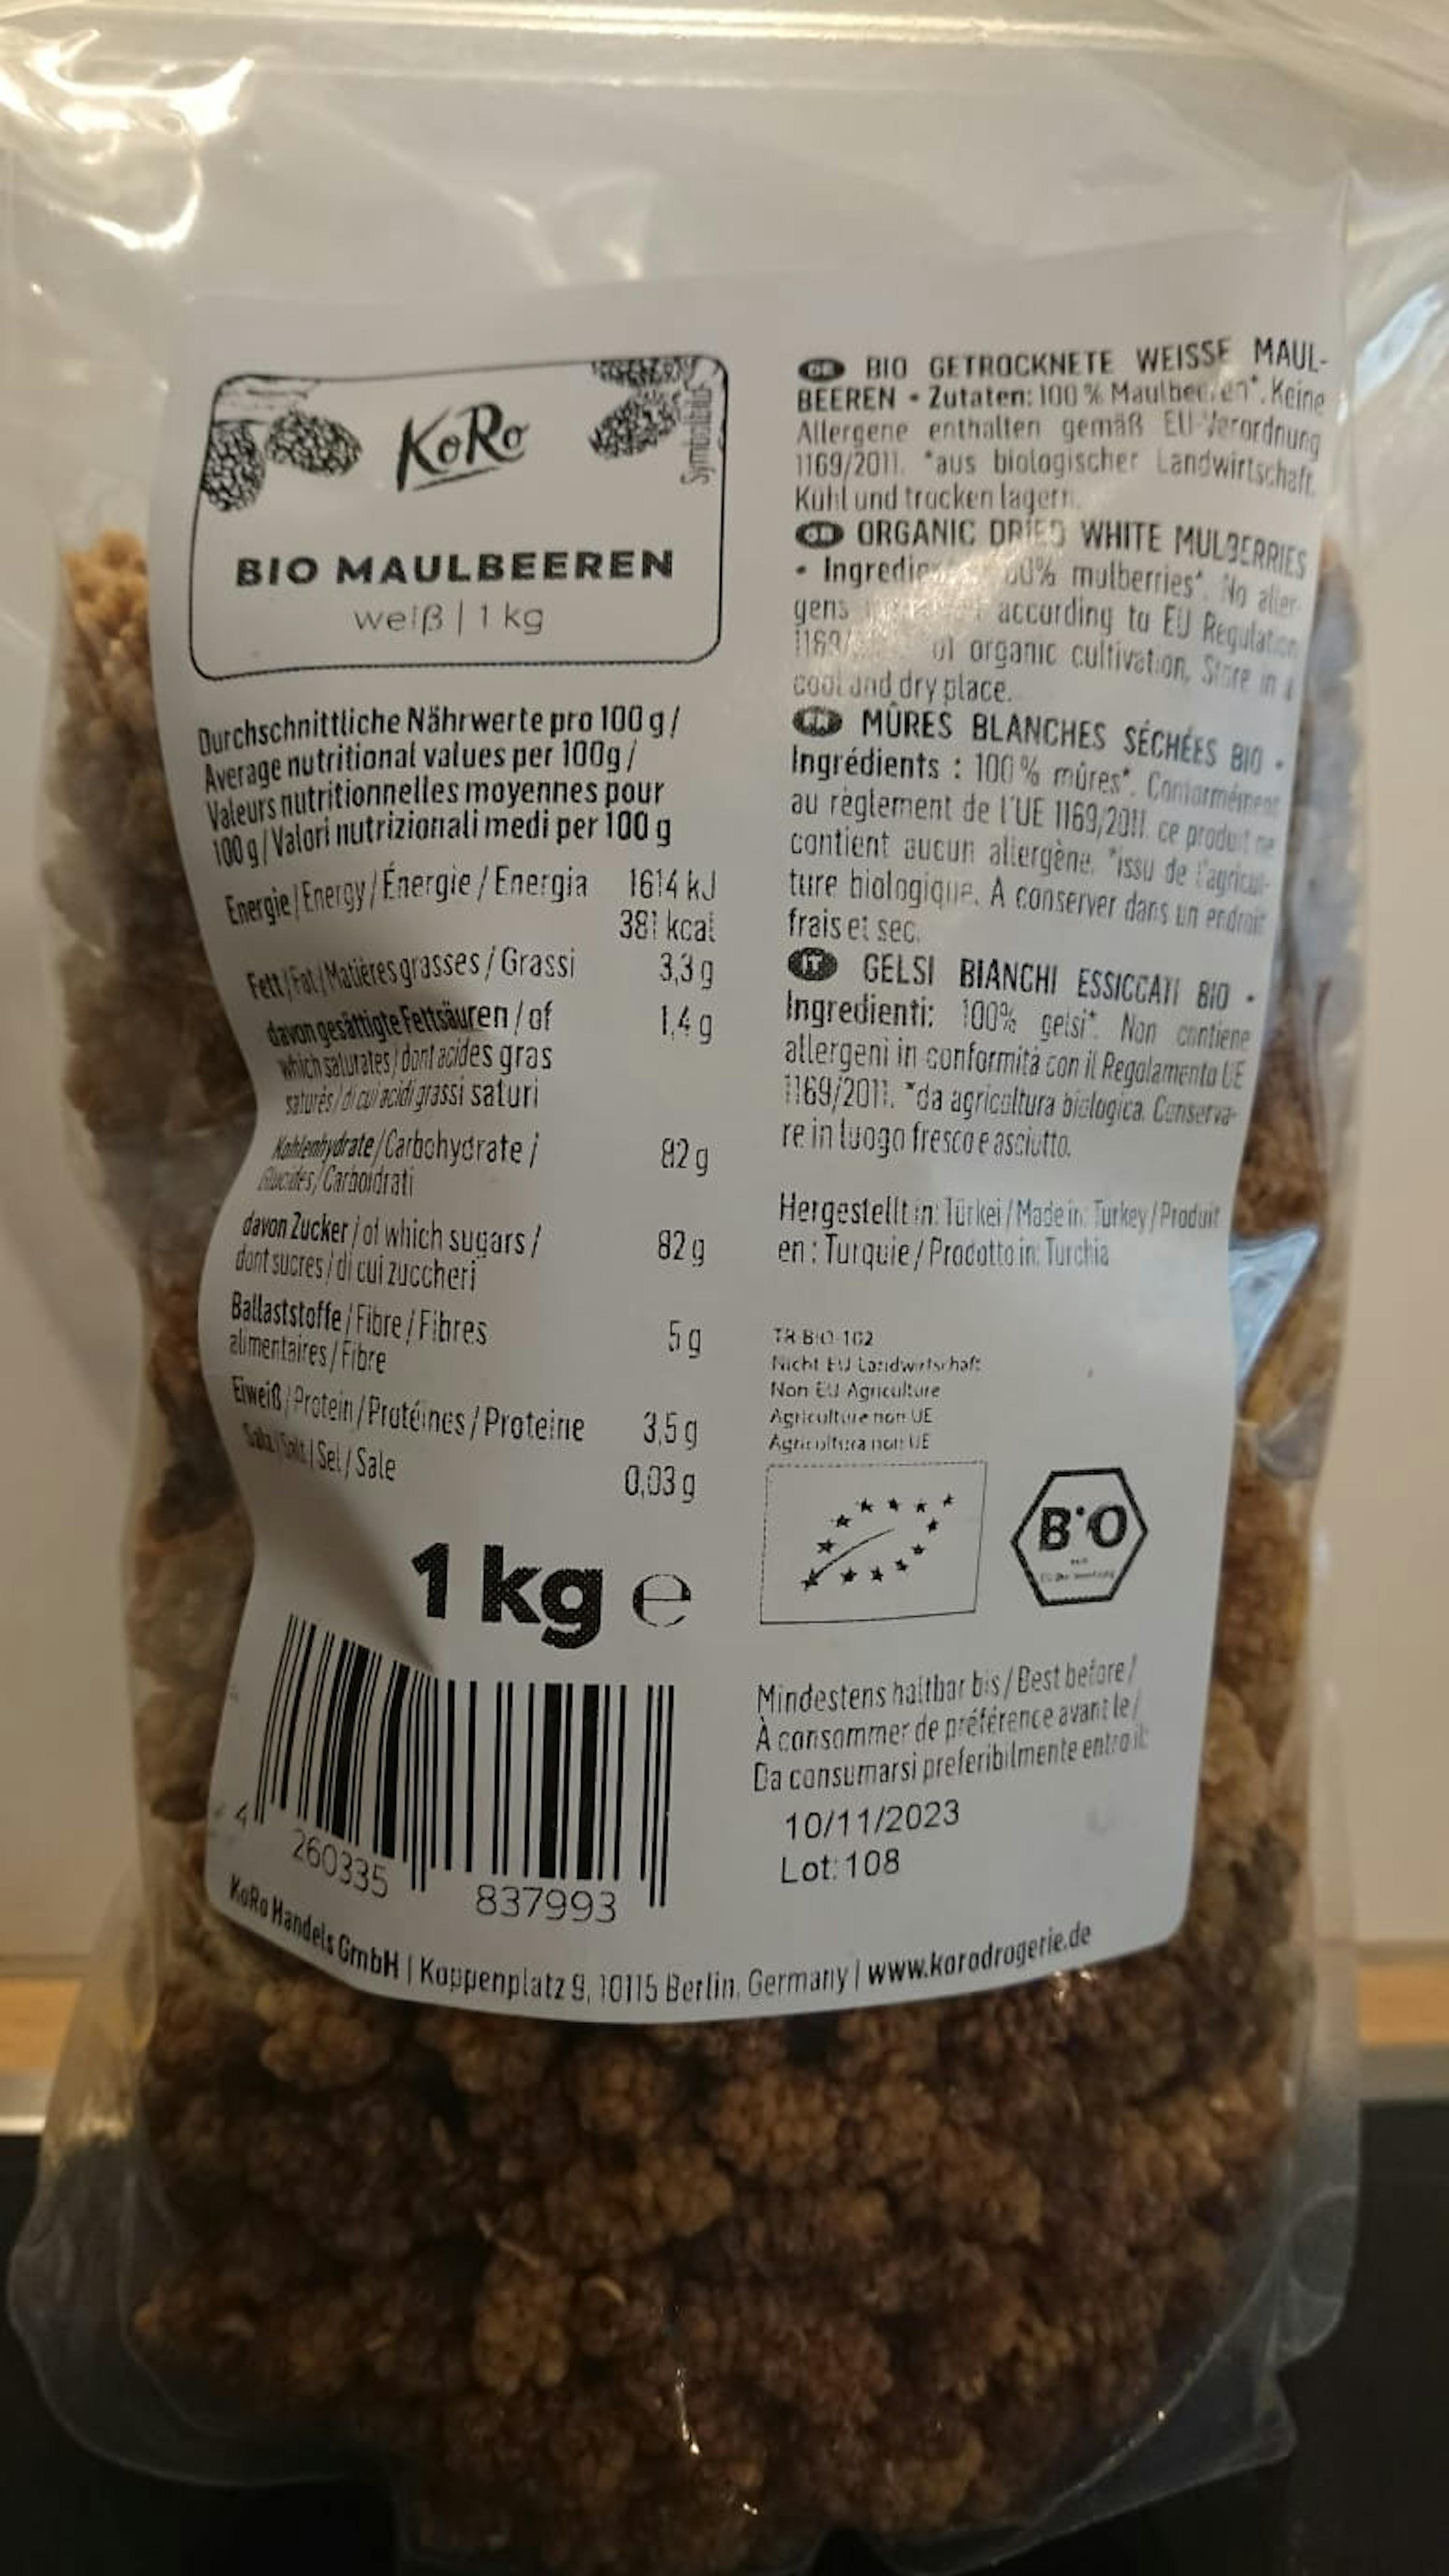 KoRo
Symbolbild
BIO MAULBEEREN
weiß | 1 kg
Durchschnittliche Nährwerte pro 100 g /
Average nutritional values per 100g /
Valeurs nutritionnelles moyennes pour
100 g / Valori nutrizionali medi per 100 g
Energie / Energy / Énergie / Energia 1614 kJ
381 kcal
Fett / Fat / Matières grasses / Grassi 3,3 g
davon gesättigte Fettsäuren / of 1,4 g
which saturates / dont acides gras
saturés / di cui acidi grassi saturi
Kohlenhydrate / Carbohydrate / 82 g
Glucides / Carboidrati
davon Zucker / of which sugars / 82 g
dont sucres / di cui zuccheri
Ballaststoffe / Fibre / Fibres 5 g
alimentaires / Fibre
Eiweiß / Protein / Protéines / Proteine 3,5 g
Salz / Salt / Sel / Sale 0,03 g
1 kg e
4 260335 837993
DE BIO GETROCKNETE WEISSE MAUL-
BEEREN • Zutaten: 100 % Maulbeeren*. Keine
Allergene enthalten gemäß EU-Verordnung
1169/2011. *aus biologischer Landwirtschaft.
Kühl und trocken lagern.
GB ORGANIC DRIED WHITE MULBERRIES
• mulberries*. No aller-
gens according to EU Regulation
organic cultivation. Store in a
cool and dry place.
FR MÛRES BLANCHES SÉCHÉES BIO •
Ingrédients : 100 % mûres*. Conformément
au règlement de l'UE 1169/2011. ce produit ne
contient aucun allergène. *issu de l'agricul-
ture biologique. A conserver dans un endroit
frais et sec.
IT GELSI BIANCHI ESSICCATI BIO •
Ingredienti: 100% gelsi*. Non contiene
allergeni in conformità con il Regolamento UE
1169/2011. *da agricoltura biologica. Conserva-
re in luogo fresco e asciutto.
Hergestellt in: Türkei / Made in: Turkey / Produit
en : Turquie / Prodotto in: Turchia
TR-BIO-102
Nicht EU Landwirtschaft
Non EU Agriculture
Agriculture non UE
Agricoltura non UE
BIO
Mindestens haltbar bis / Best before /
À consommer de préférence avant le /
Da consumarsi preferibilmente entro il:
10/11/2023
Lot: 108
KoRo Handels GmbH | Koppenplatz 9, 10115 Berlin, Germany | www.korodrogerie.de